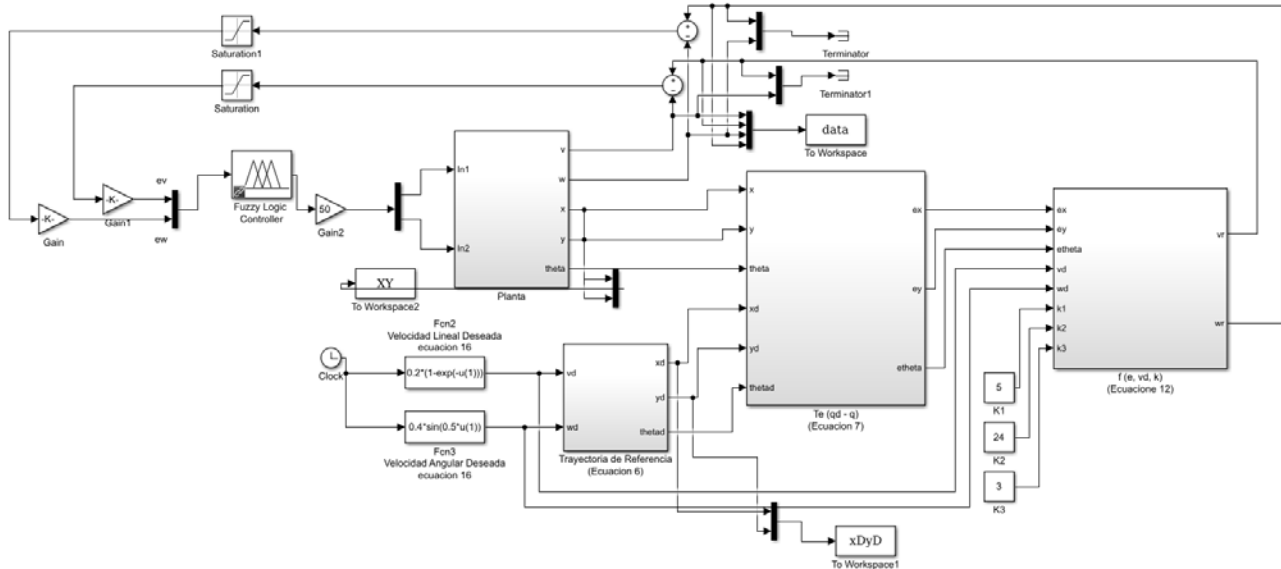 Saturation1
Terminator
Saturation
Terminator1
data
To Workspace
-K-
Gain
ev
-K-
Gain1
ew
Fuzzy Logic
Controller
50
Gain2
In1
In2
v
w
x
y
theta
Planta
XY
To Workspace2
Fcn2
Velocidad Lineal Deseada
ecuacion 16
Clock
0.2*(1-exp(-u(1)))
0.4*sin(0.5*u(1))
Fcn3
Velocidad Angular Deseada
ecuacion 16
vd
wd
xd
yd
thetad
Trayectoria de Referencia
(Ecuacion 6)
x
y
theta
xd
yd
thetad
ex
ey
etheta
Te (qd - q)
(Ecuacion 7)
ex
ey
etheta
vd
wd
k1
k2
k3
vr
wr
f (e, vd, k)
(Ecuacione 12)
5
K1
24
K2
3
K3
xDyD
To Workspace1